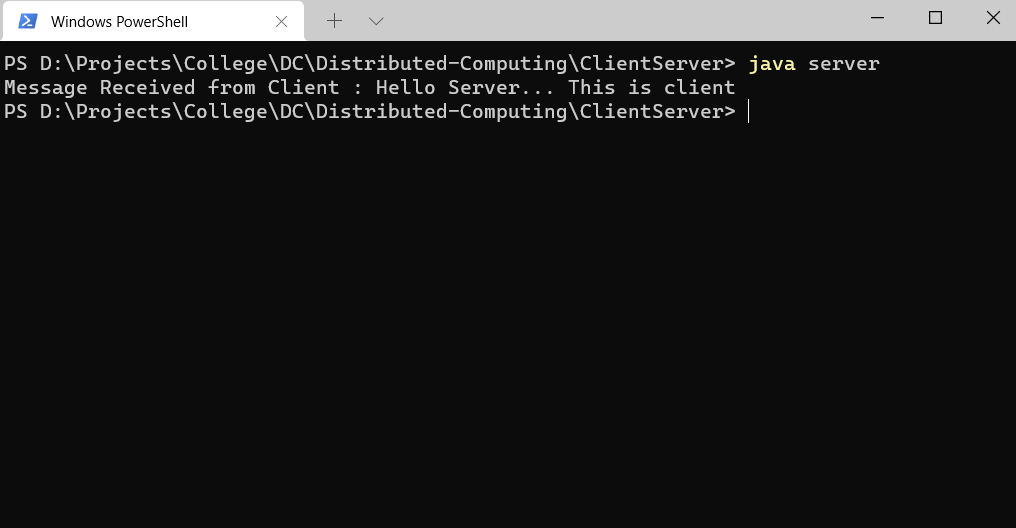 Windows PowerShell
PS D:\Projects\College\DC\Distributed-Computing\ClientServer> java server
Message Received from Client : Hello Server... This is client
PS D:\Projects\College\DC\Distributed-Computing\ClientServer>